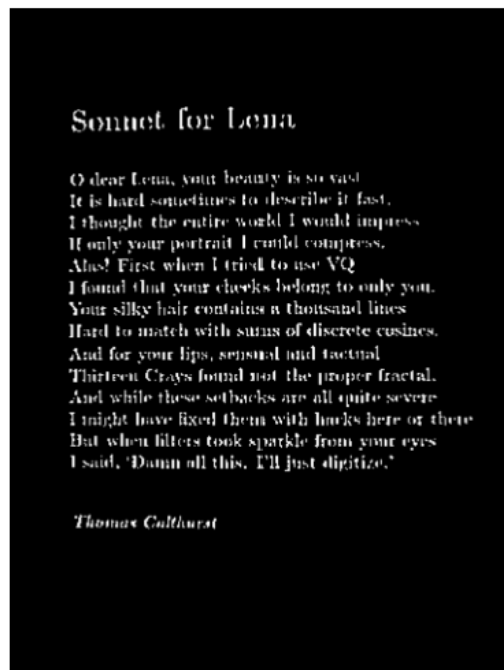 Sonnet for Lena
O dear Lena, your beauty is so vast
It is hard sometimes to describe it fast.
I thought the entire world I would impress
If only your portrait I could compress.
Alas! First when I tried to use VQ
I found that your cheeks belong to only you.
Your silky hair contains a thousand lines
Hard to match with sums of discrete cosines.
And for your lips, sensual and tactual
Thirteen Crays found not the proper fractal.
And while these setbacks are all quite severe
I might have fixed them with hacks here or there
But when filters took sparkle from your eyes
I said, 'Damn all this. I'll just digitize.'
Thomas Colthurst